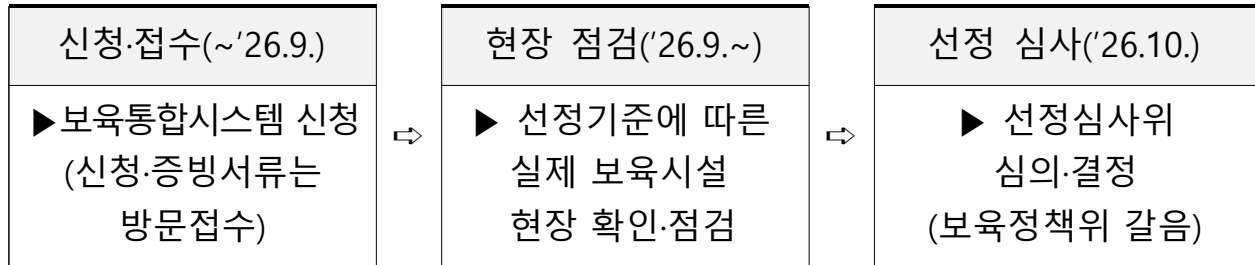 신청·접수(~’26.9.)
▶보육통합시스템 신청
(신청·증빙서류는
방문접수)
➪
현장 점검(’26.9.~)
▶ 선정기준에 따른
실제 보육시설
현장 확인·점검
➪
선정 심사(’26.10.)
▶ 선정심사위
심의·결정
(보육정책위 갈음)